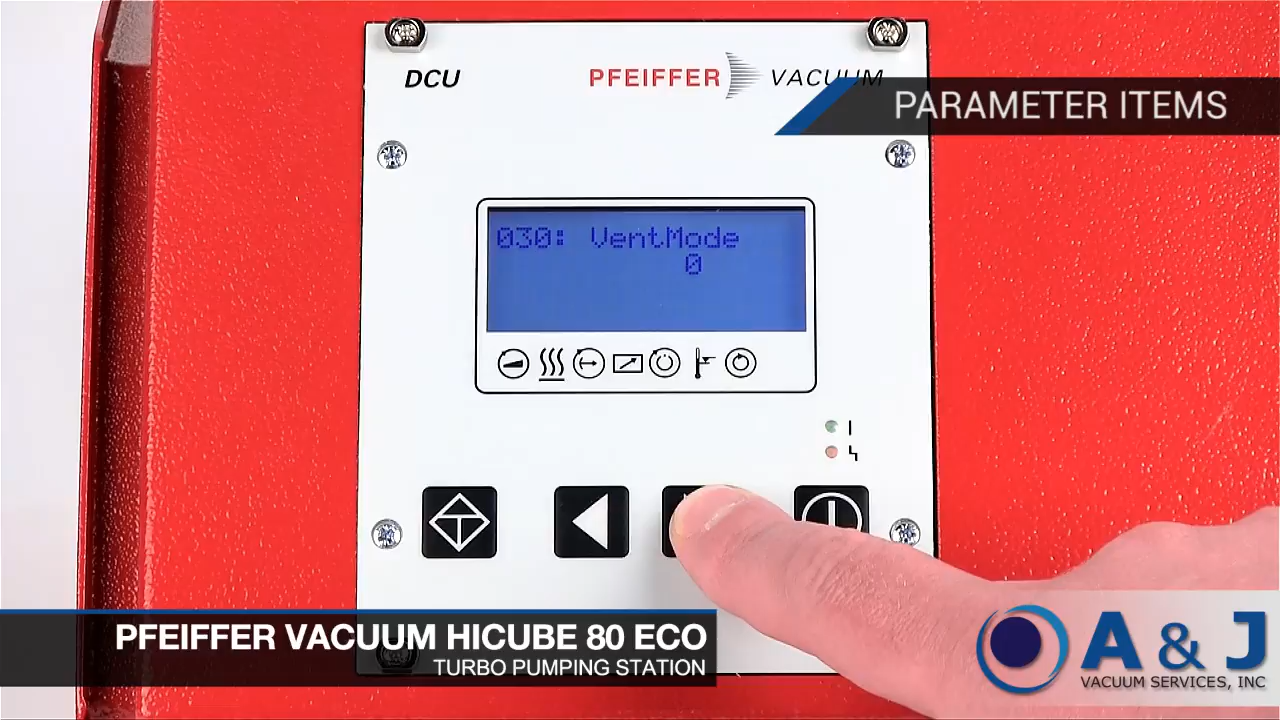 DCU
PFEIFFER VACUUM
PARAMETER ITEMS
030: VentMode
0
PFEIFFER VACUUM HICUBE 80 ECO
TURBO PUMPING STATION
A & J
VACUUM SERVICES, INC